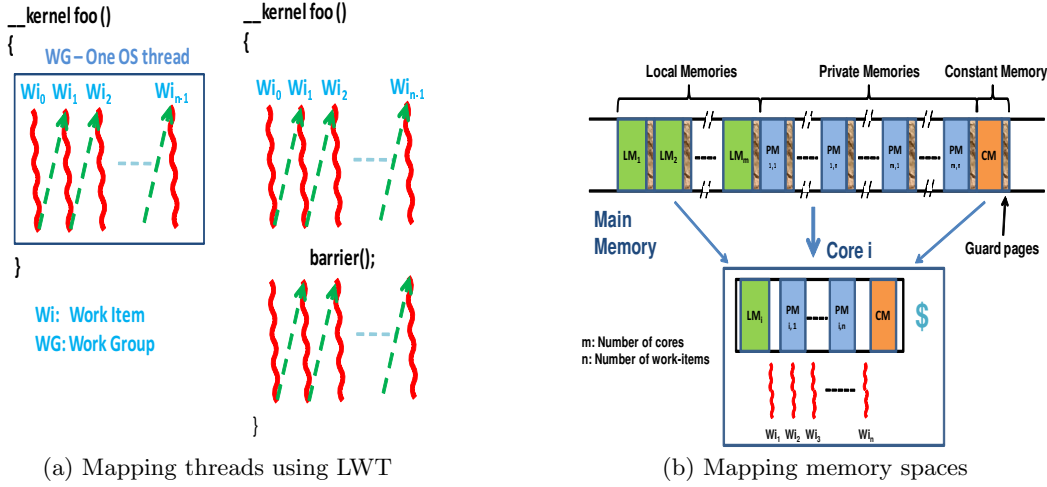 __kernel foo()
{
WG – One OS thread
Wi0 Wi1 Wi2 Win-1
}
Wi: Work Item
WG: Work Group
__kernel foo()
{
Wi0 Wi1 Wi2 Win-1
barrier();
}
(a) Mapping threads using LWT
Local Memories Private Memories Constant Memory
LM1 LM2 LMm PM 1,1 PM 1,n PM m,1 PM m,n CM
Main
Memory
Core i
Guard pages
LMi PM i,1 PM i,n CM $
m: Number of cores
n: Number of work-items
Wi1 Wi2 Wi3 Win
(b) Mapping memory spaces